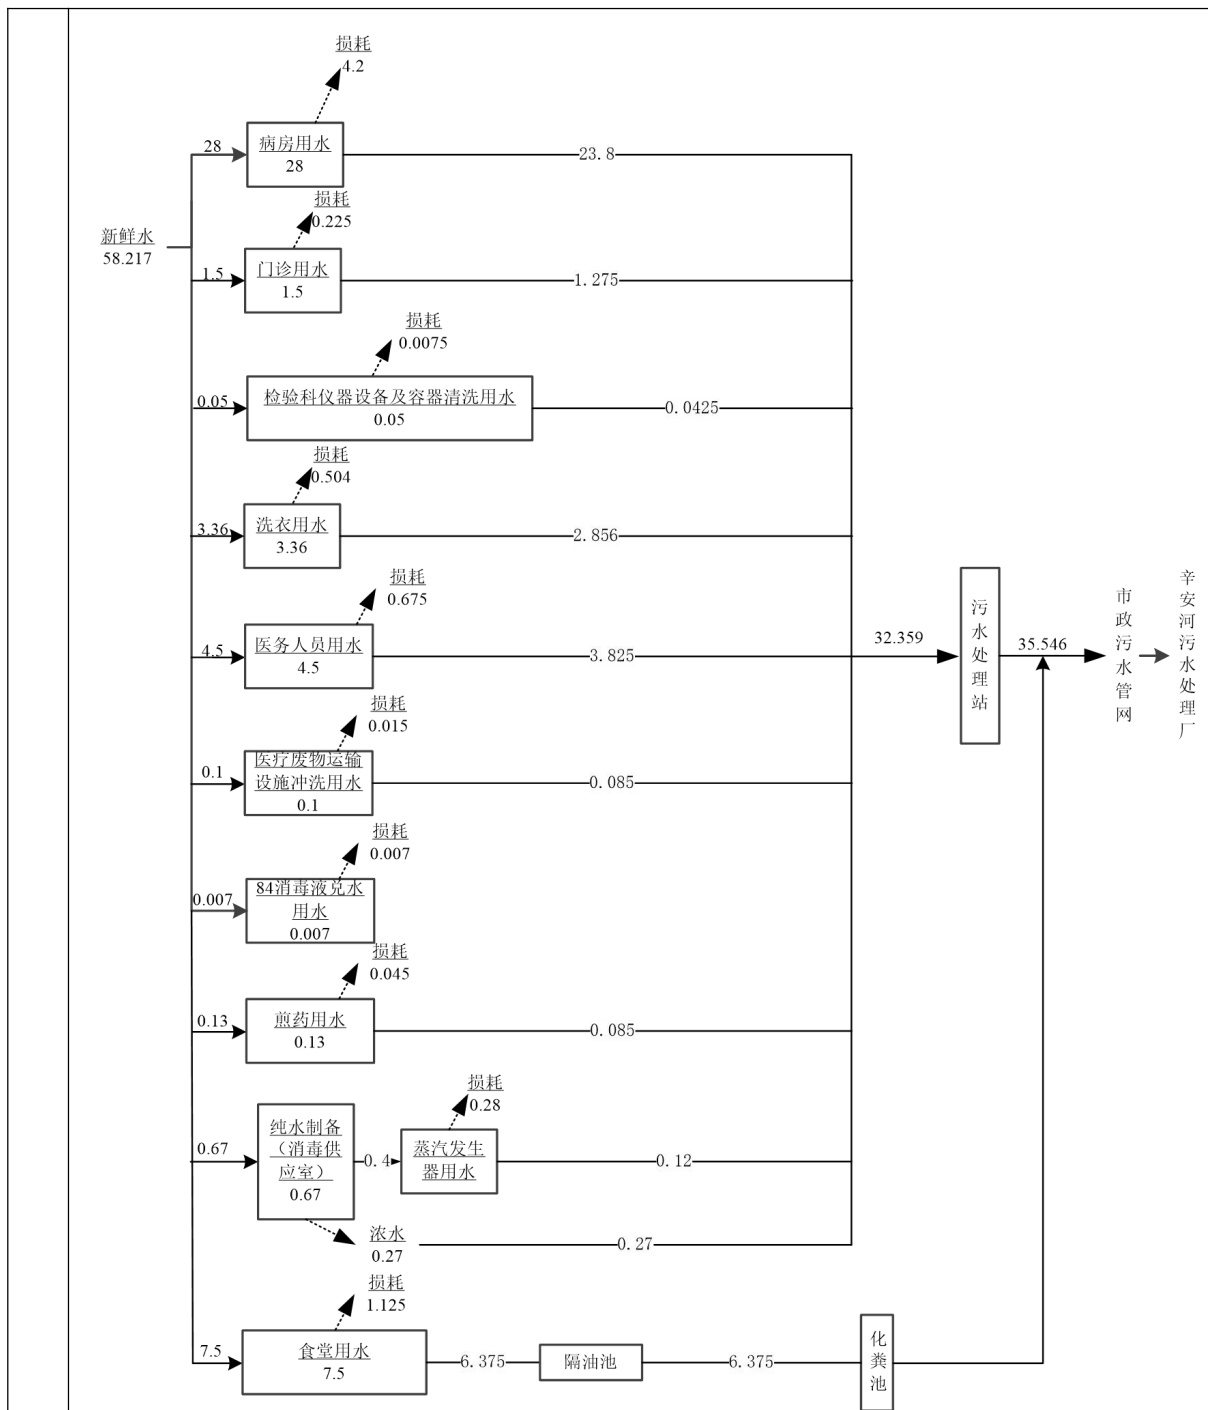 损耗
4.2
28
病房用水
28
23.8
损耗
0.225
新鲜水
58.217
1.5
门诊用水
1.5
1.275
损耗
0.0075
0.05
检验科仪器设备及容器清洗用水
0.05
0.0425
损耗
0.504
3.36
洗衣用水
3.36
2.856
损耗
0.675
4.5
医务人员用水
4.5
3.825
32.359
污水处理站
35.546
市政污水管网
辛安河污水处理厂
损耗
0.015
0.1
医疗废物运输
设施冲洗用水
0.1
0.085
损耗
0.007
0.007
84消毒液兑水
用水
0.007
损耗
0.045
0.13
煎药用水
0.13
0.085
损耗
0.28
0.67
纯水制备
（消毒供
应室）
0.67
0.4
蒸汽发生
器用水
0.12
浓水
0.27
0.27
损耗
1.125
7.5
食堂用水
7.5
6.375
隔油池
6.375
化粪池